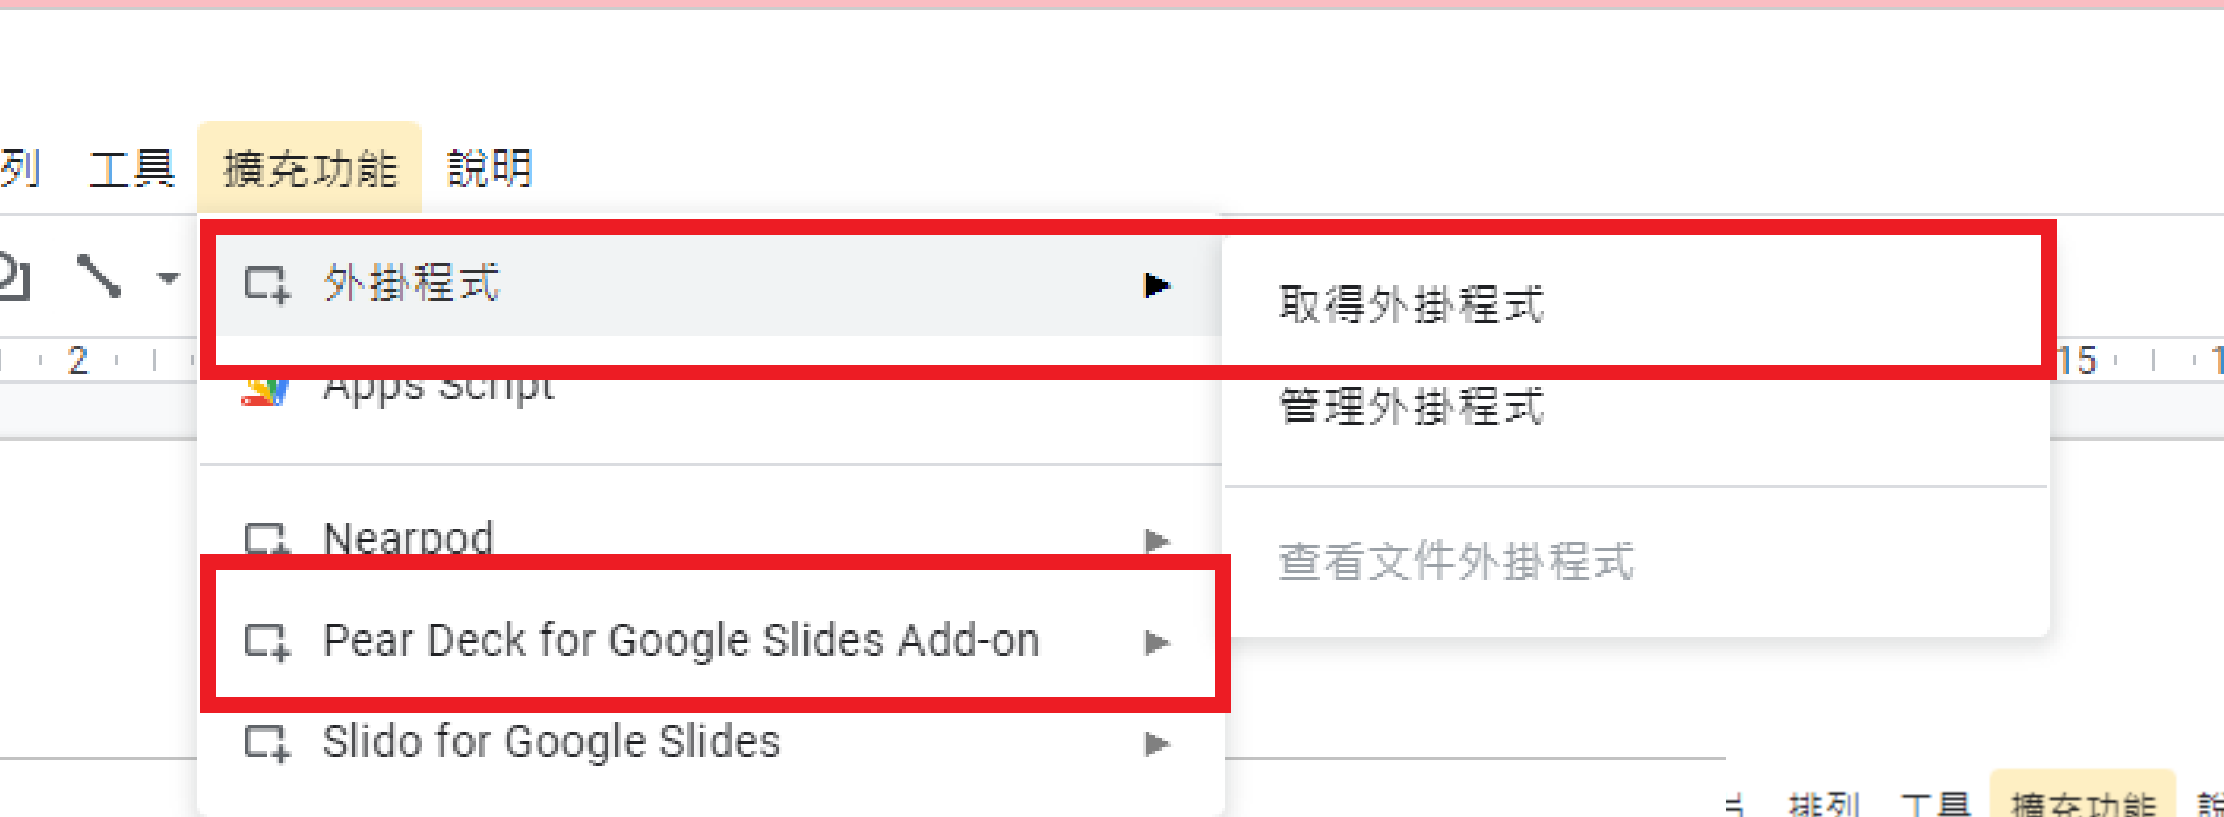 列 工具 擴充功能 說明
外掛程式
取得外掛程式
2
15
Apps Script
管理外掛程式
Nearpod
查看文件外掛程式
Pear Deck for Google Slides Add-on
Slido for Google Slides
排列 工具 擴充功能